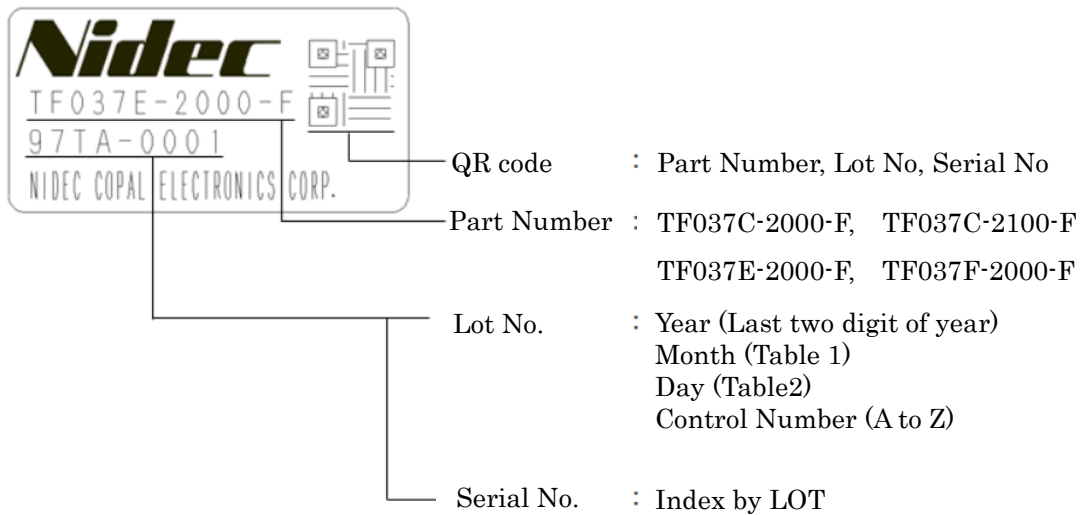 Nidec
TF037E-2000-F
97TA-0001
NIDEC COPAL ELECTRONICS CORP.
QR code : Part Number, Lot No, Serial No
Part Number : TF037C-2000-F, TF037C-2100-F
TF037E-2000-F, TF037F-2000-F
Lot No. : Year (Last two digit of year)
Month (Table 1)
Day (Table2)
Control Number (A to Z)
Serial No. : Index by LOT